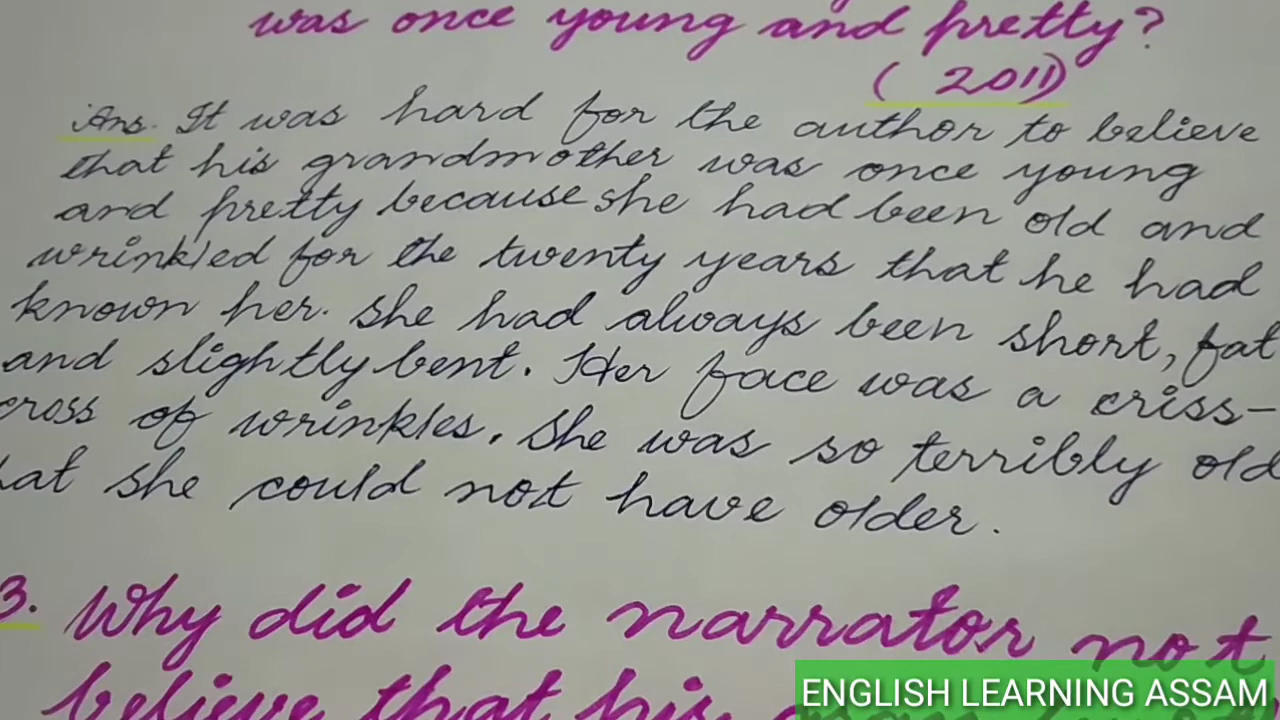 was once young and pretty?
(2011)
Ans. It was hard for the author to believe
that his grandmother was once young
and pretty because she had been old and
wrinkled for the twenty years that he had
known her. She had always been short, fat
and slightly bent. Her face was a criss-
cross of wrinkles. She was so terribly old
hat she could not have older.
3. Why did the narrator not
believe that his
ENGLISH LEARNING ASSAM